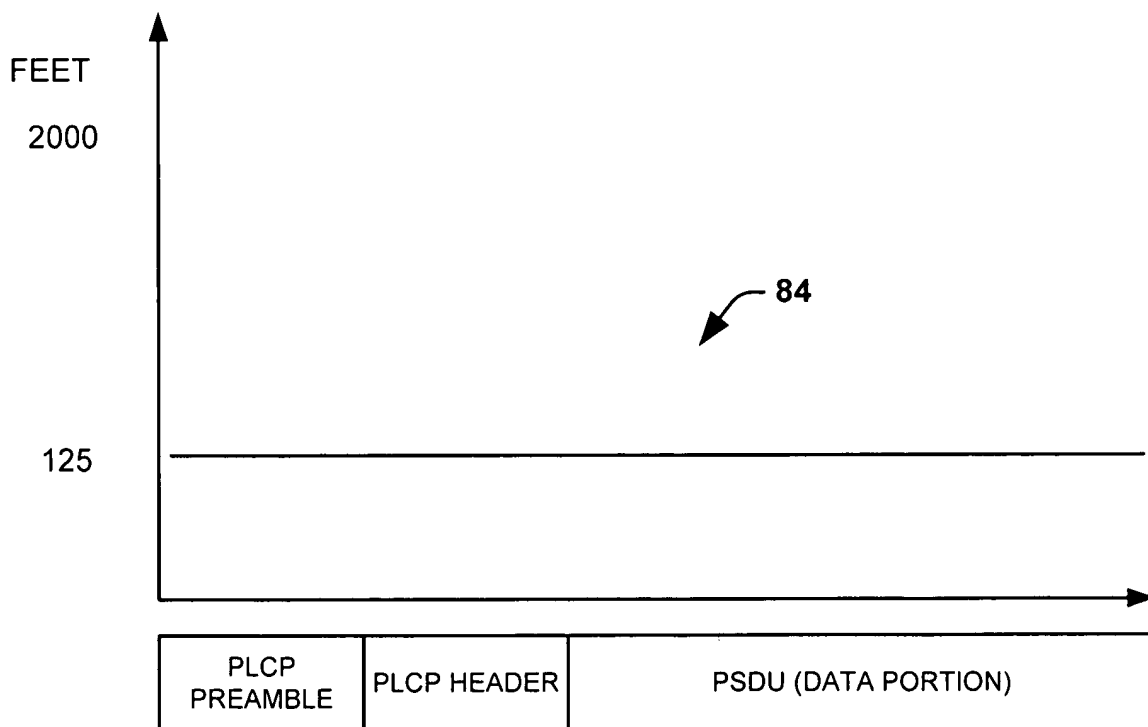 FEET
2000
84
125
PLCP
PREAMBLE
PLCP HEADER
PSDU (DATA PORTION)